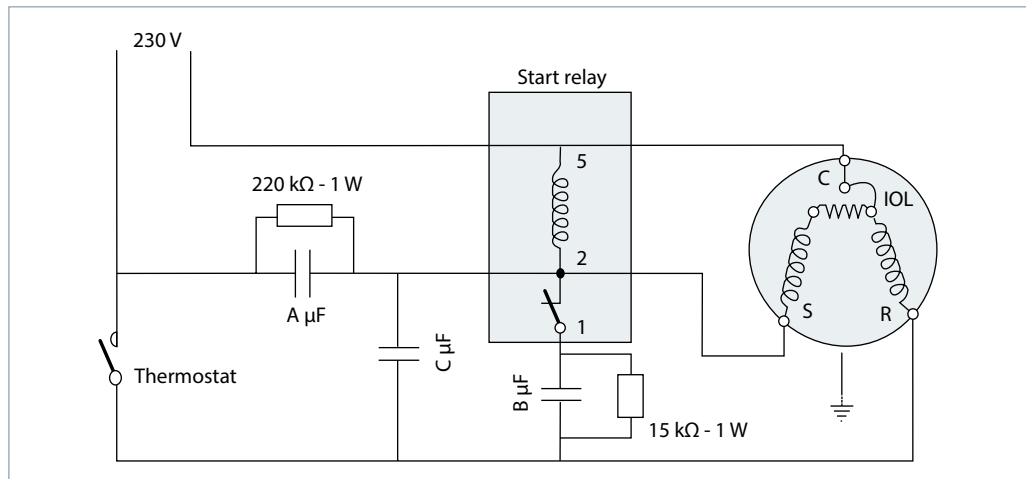 230 V
Start relay
5
C
IOL
220 kΩ - 1 W
2
A µF
S
R
1
C µF
Thermostat
B µF
15 kΩ - 1 W